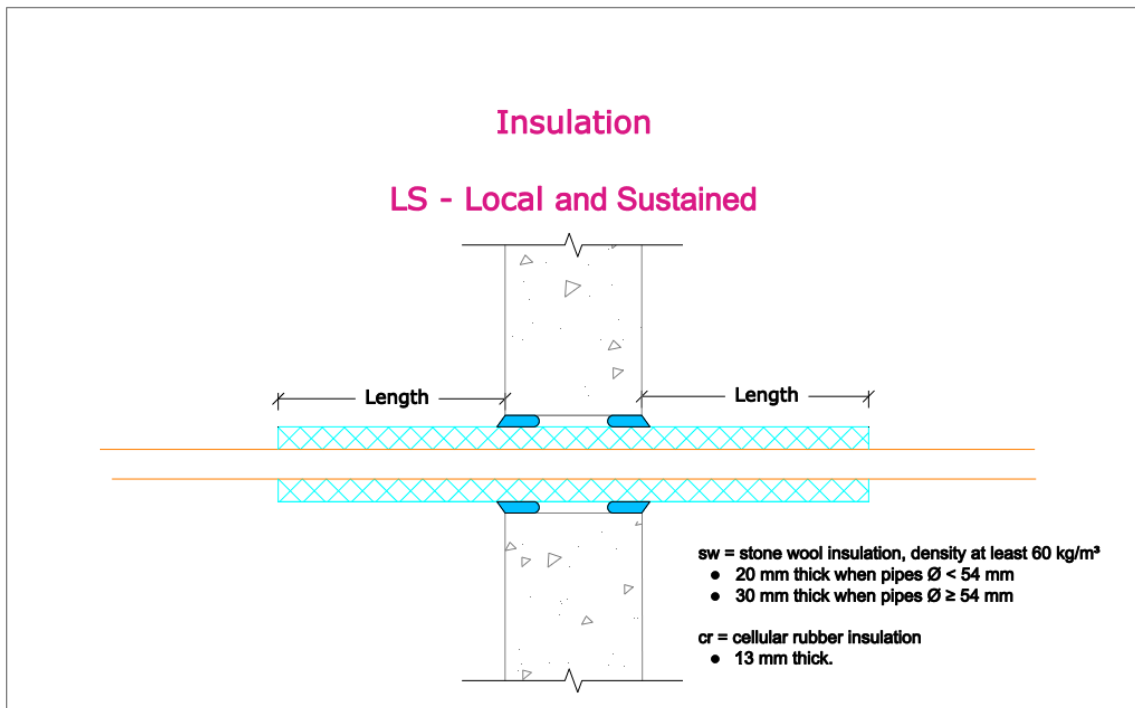 Insulation
LS - Local and Sustained
Length
Length
sw = stone wool insulation, density at least 60 kg/m³
● 20 mm thick when pipes Ø < 54 mm
● 30 mm thick when pipes Ø ≥ 54 mm
cr = cellular rubber insulation
● 13 mm thick.